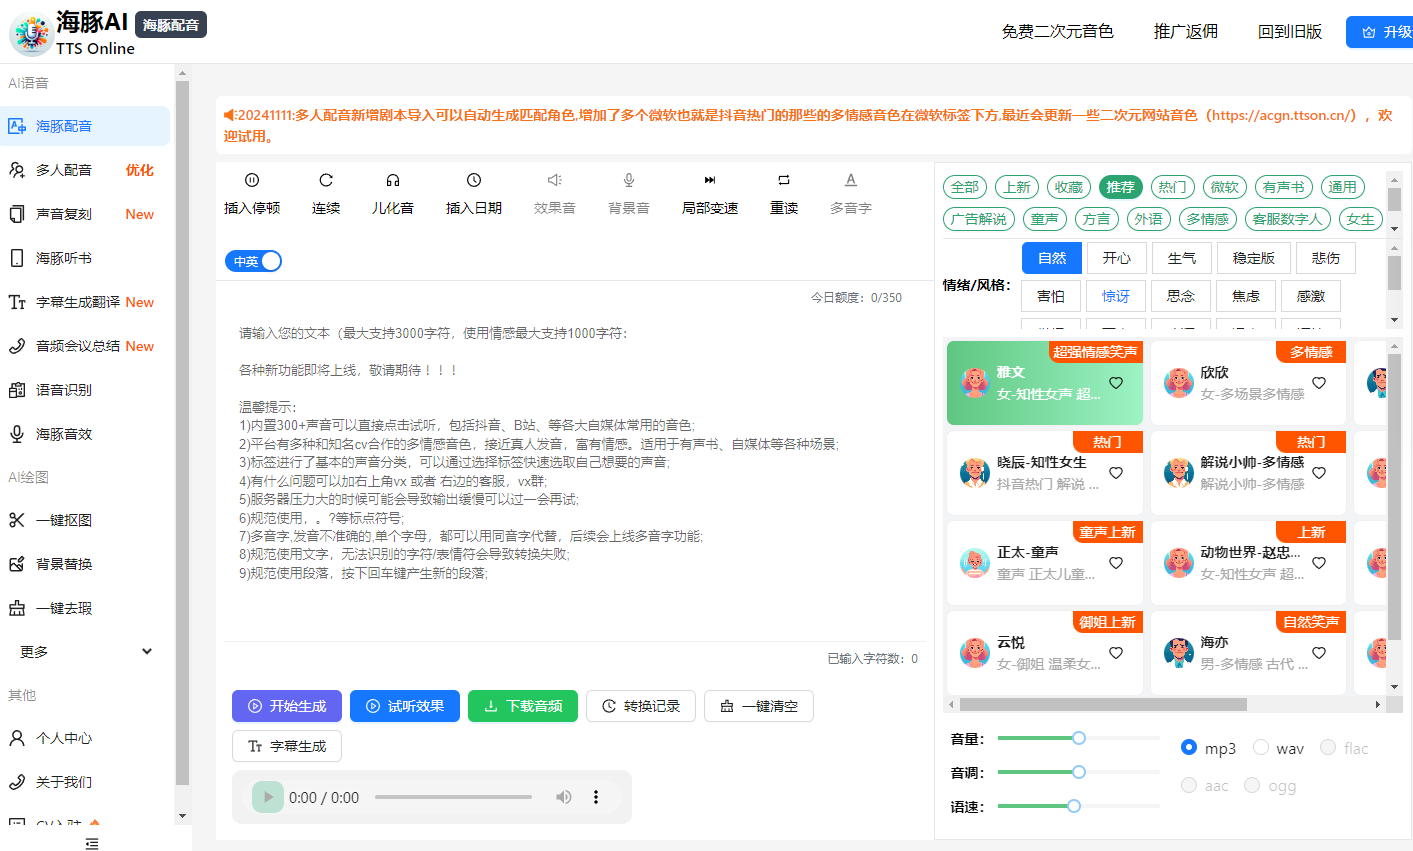 海豚AI 海豚配音
TTS Online
免费二次元音色 推广返佣 回到旧版 升级
AI语音
海豚配音
多人配音 优化
声音复刻 New
海豚听书
字幕生成翻译 New
音频会议总结 New
语音识别
海豚音效
AI绘图
一键抠图
背景替换
一键去瑕
更多
其他
个人中心
关于我们
20241111:多人配音新增剧本导入可以自动生成匹配角色,增加了多个微软也就是抖音热门的那些的多情感音色在微软标签下方,最近会更新一些二次元网站音色（https://acgn.ttson.cn/），欢
迎试用。
插入停顿 连续 儿化音 插入日期 效果音 背景音 局部变速 重读 多音字
中英
今日额度：0/350
请输入您的文本（最大支持3000字符，使用情感最大支持1000字符：
各种新功能即将上线，敬请期待！！！
温馨提示：
1)内置300+声音可以直接点击试听，包括抖音、B站、等各大自媒体常用的音色;
2)平台有多种和知名cv合作的多情感音色，接近真人发音，富有情感。适用于有声书、自媒体等各种场景;
3)标签进行了基本的声音分类，可以通过选择标签快速选取自己想要的声音;
4)有什么问题可以加右上角vx 或者 右边的客服，vx群;
5)服务器压力大的时候可能会导致输出缓慢可以过一会再试;
6)规范使用，。?等标点符号;
7)多音字,发音不准确的,单个字母，都可以用同音字代替，后续会上线多音字功能;
8)规范使用文字，无法识别的字符/表情符会导致转换失败;
9)规范使用段落，按下回车键产生新的段落;
已输入字符数：0
开始生成 试听效果 下载音频 转换记录 一键清空
字幕生成
0:00 / 0:00
全部 上新 收藏 推荐 热门 微软 有声书 通用
广告解说 童声 方言 外语 多情感 客服数字人 女生
情绪/风格：
自然 开心 生气 稳定版 悲伤
害怕 惊讶 思念 焦虑 感激
超强情感笑声
雅文
女-知性女声 超...
多情感
欣欣
女-多场景多情感
热门
晓辰-知性女生
抖音热门 解说 ...
热门
解说小帅-多情感
解说小帅-多情感
童声上新
正太-童声
童声 正太儿童...
上新
动物世界-赵忠...
女-知性女声 超...
御姐上新
云悦
女-御姐 温柔女...
自然笑声
海亦
男-多情感 古代 ...
音量：
音调：
语速：
mp3 wav flac
aac ogg